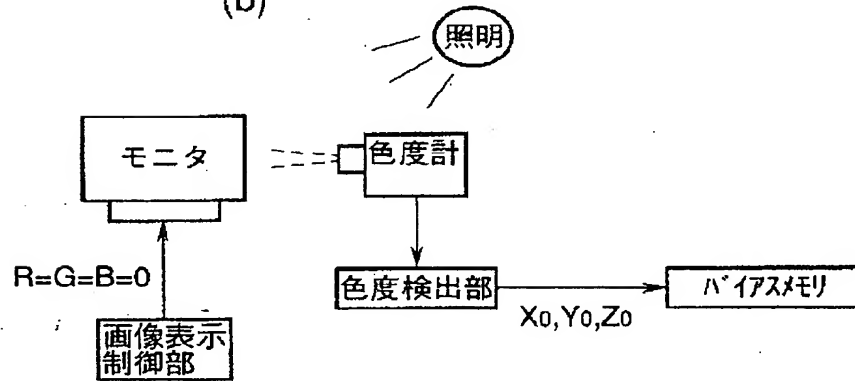 (b)
照明
モニタ
色度計
R=G=B=0
色度検出部
バイアスメモリ
X0,Y0,Z0
画像表示
制御部